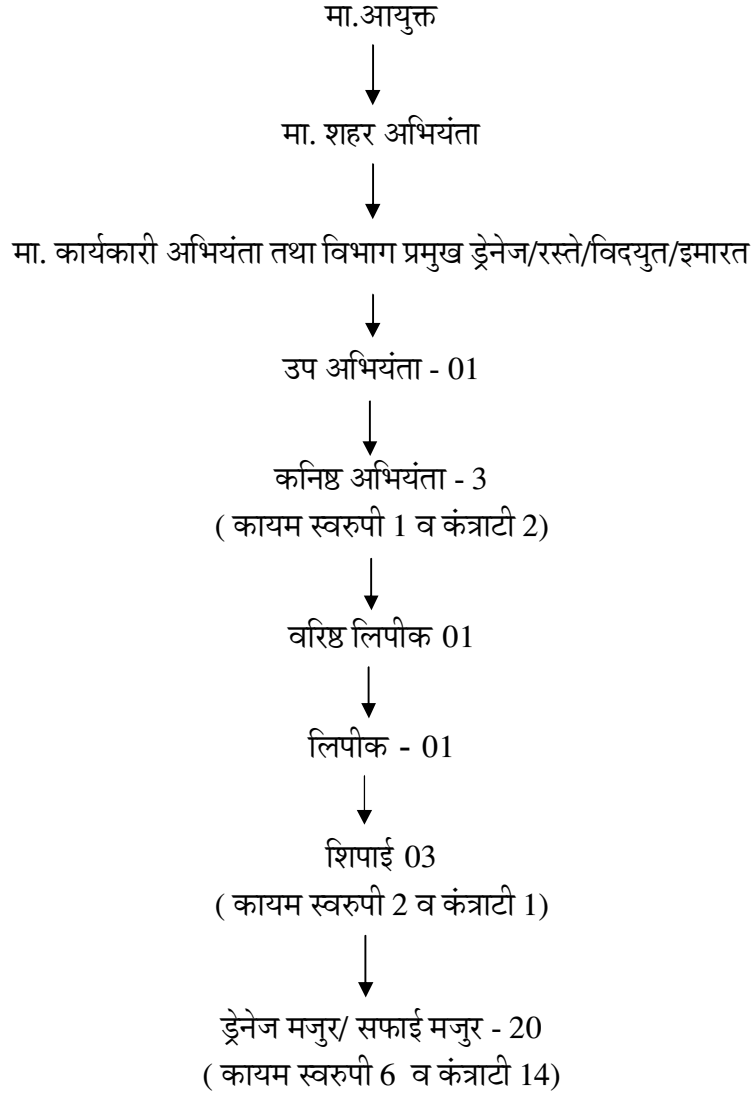 मा.आयुक्त
मा. शहर अभियंता
मा. कार्यकारी अभियंता तथा विभाग प्रमुख ड्रेनेज/रस्ते/विदयुत/इमारत
उप अभियंता - 01
कनिष्ठ अभियंता - 3
( कायम स्वरुपी 1 व कंत्राटी 2)
वरिष्ठ लिपीक 01
लिपीक - 01
शिपाई 03
( कायम स्वरुपी 2 व कंत्राटी 1)
ड्रेनेज मजुर/ सफाई मजुर - 20
( कायम स्वरुपी 6 व कंत्राटी 14)